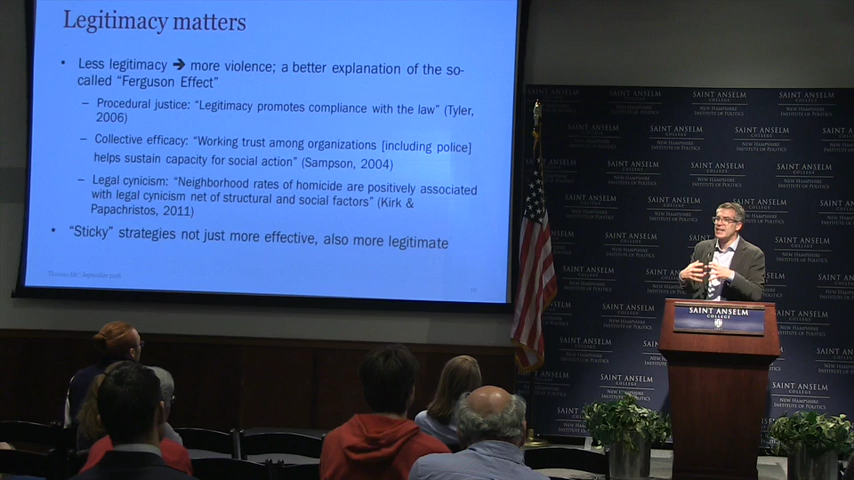 Legitimacy matters
• Less legitimacy ➔ more violence; a better explanation of the so-
called “Ferguson Effect”
– Procedural justice: “Legitimacy promotes compliance with the law” (Tyler,
2006)
– Collective efficacy: “Working trust among organizations [including police]
helps sustain capacity for social action” (Sampson, 2004)
– Legal cynicism: “Neighborhood rates of homicide are positively associated
with legal cynicism net of structural and social factors” (Kirk &
Papachristos, 2011)
• “Sticky” strategies not just more effective, also more legitimate
SAINT ANSELM
COLLEGE
NEW HAMPSHIRE
INSTITUTE OF POLITICS
SAINT ANSELM
COLLEGE